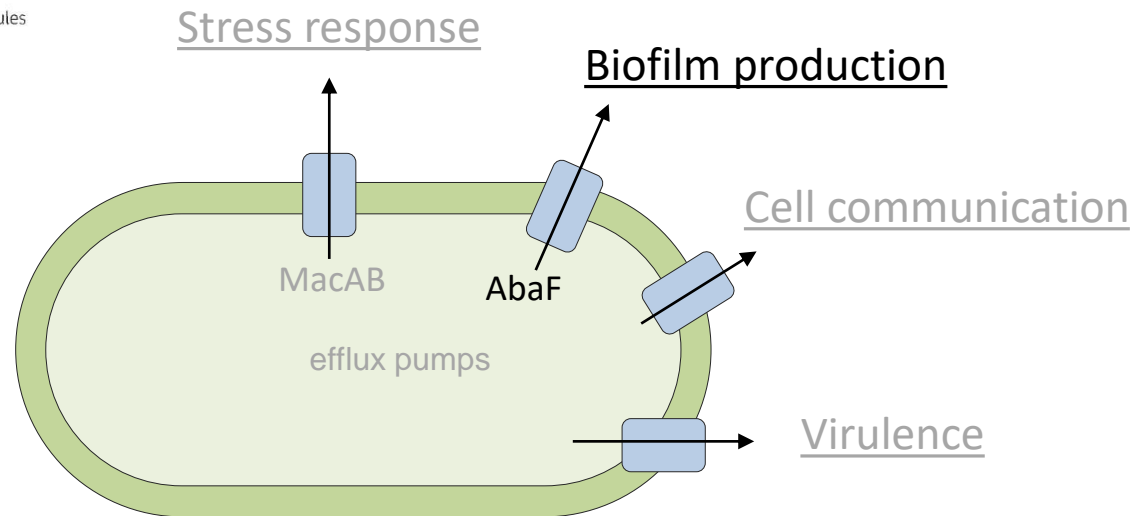 ules
Stress response
Biofilm production
Cell communication
MacAB
AbaF
efflux pumps
Virulence